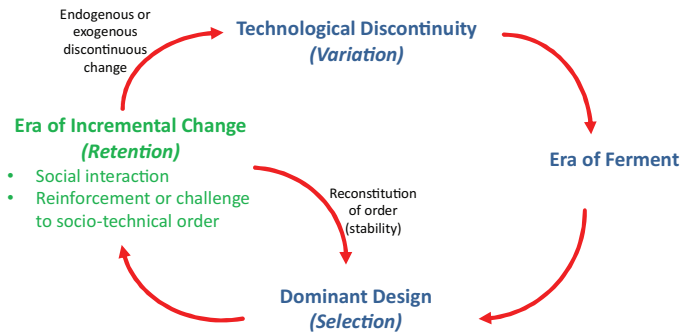 Endogenous or
exogenous
discontinuous
change
Technological Discontinuity
(Variation)
Era of Ferment
Era of Incremental Change
(Retention)
• Social interaction
• Reinforcement or challenge
to socio-technical order
Reconstitution
of order
(stability)
Dominant Design
(Selection)